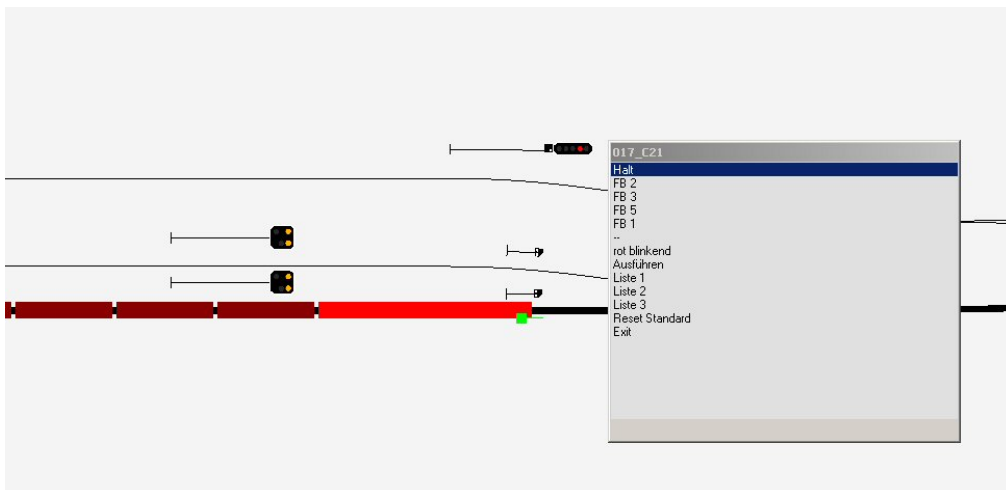 017_C21
Halt
FB 2
FB 3
FB 5
FB 1
--
rot blinkend
Ausführen
Liste 1
Liste 2
Liste 3
Reset Standard
Exit